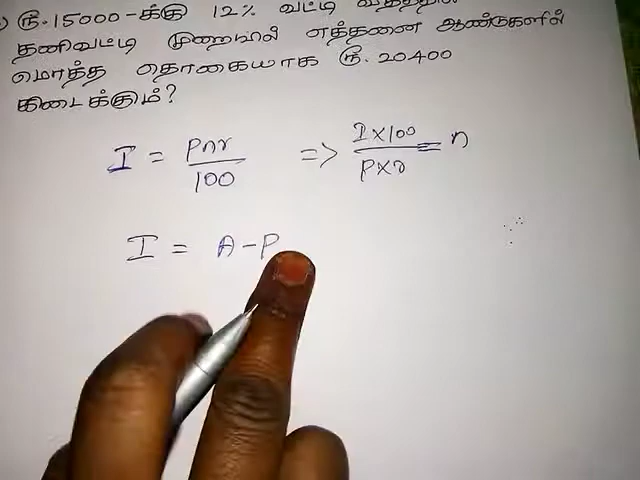 ரூ.15000-க்கு 12% வட்டி
தனிவட்டி முறையில் எத்தனை ஆண்டுகளில்
மொத்த தொகையாக ரூ. 20400
கிடைக்கும்?
I = Pnr/100 => I×100/P×r = n
I = A-P